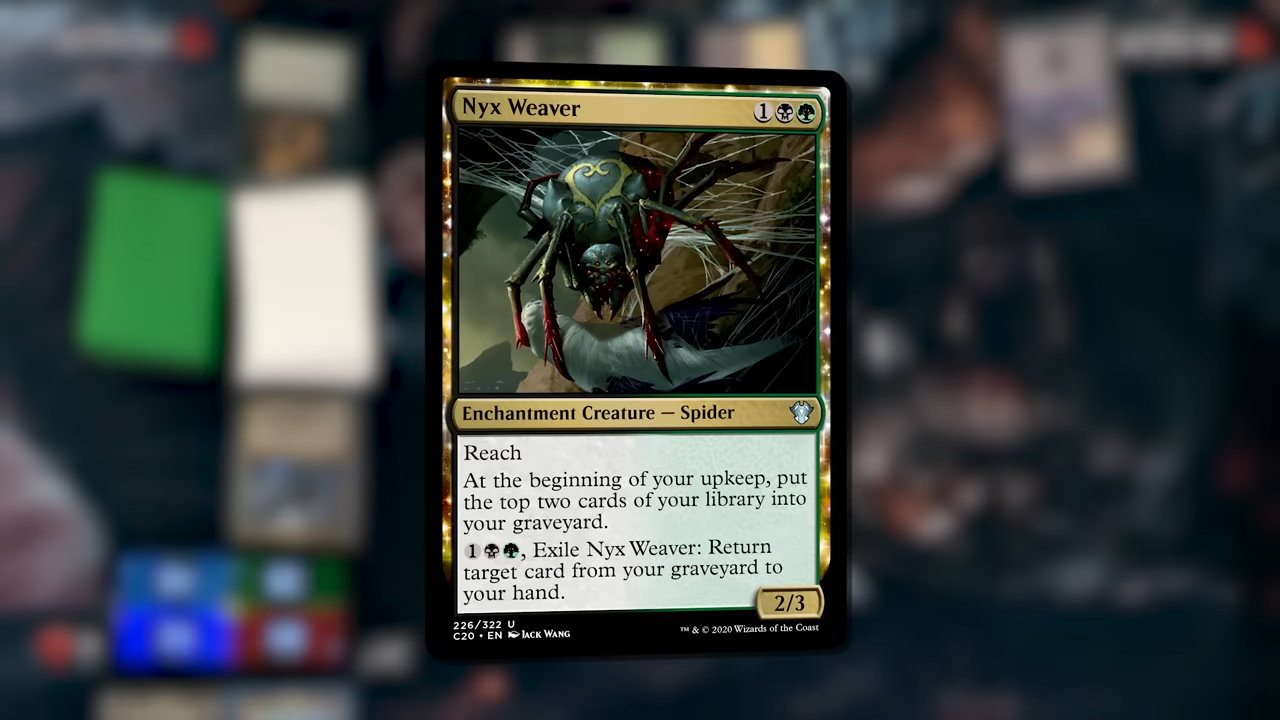 Nyx Weaver 1
Enchantment Creature — Spider
Reach
At the beginning of your upkeep, put
the top two cards of your library into
your graveyard.
1, Exile Nyx Weaver: Return
target card from your graveyard to
your hand.
2/3
226/322 U
C20 • EN Jack Wang
™ & © 2020 Wizards of the Coast